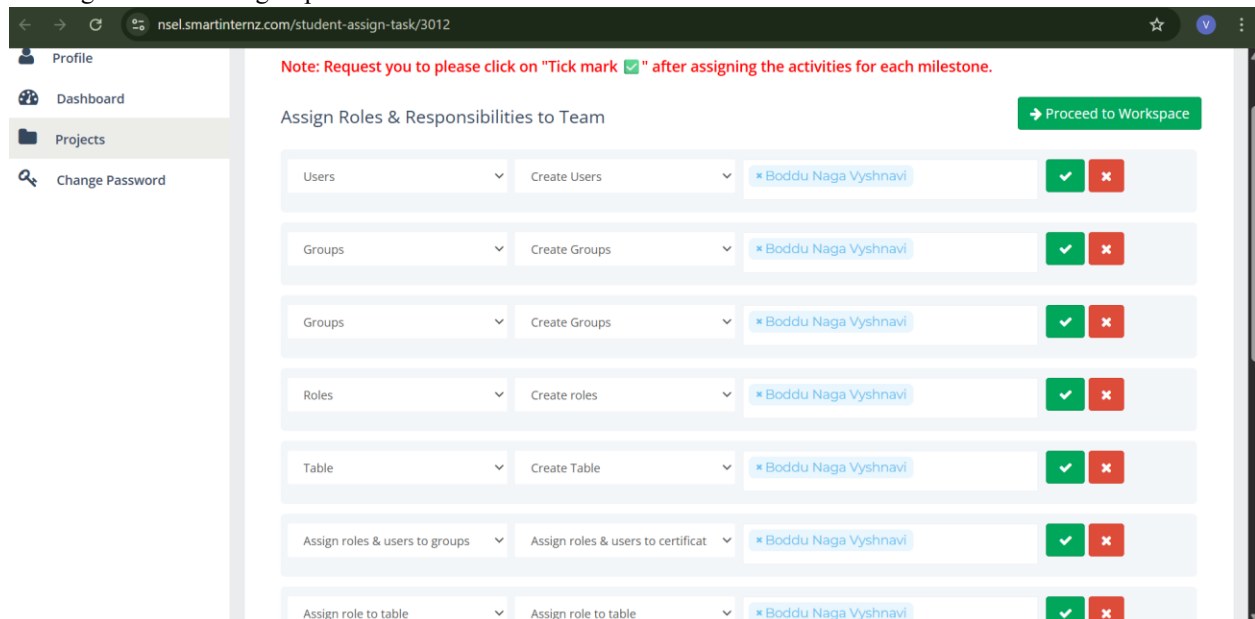 nsel.smartinternz.com/student-assign-task/3012
V
Profile
Dashboard
Projects
Change Password
Note: Request you to please click on "Tick mark ✅" after assigning the activities for each milestone.
Assign Roles & Responsibilities to Team
Proceed to Workspace
Users Create Users × Boddu Naga Vyshnavi
Groups Create Groups × Boddu Naga Vyshnavi
Groups Create Groups × Boddu Naga Vyshnavi
Roles Create roles × Boddu Naga Vyshnavi
Table Create Table × Boddu Naga Vyshnavi
Assign roles & users to groups Assign roles & users to certificat × Boddu Naga Vyshnavi
Assign role to table Assign role to table × Boddu Naga Vyshnavi